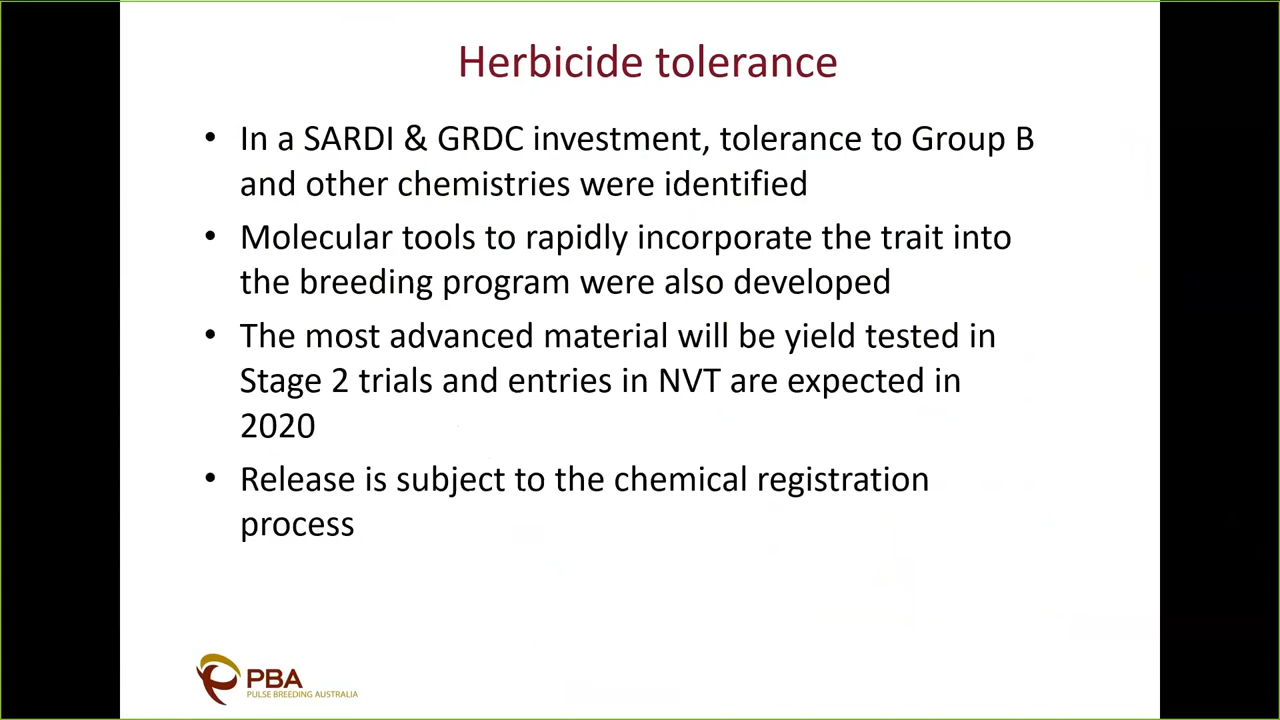 Herbicide tolerance
• In a SARDI & GRDC investment, tolerance to Group B
and other chemistries were identified
• Molecular tools to rapidly incorporate the trait into
the breeding program were also developed
• The most advanced material will be yield tested in
Stage 2 trials and entries in NVT are expected in
2020
• Release is subject to the chemical registration
process
PBA
PULSE BREEDING AUSTRALIA